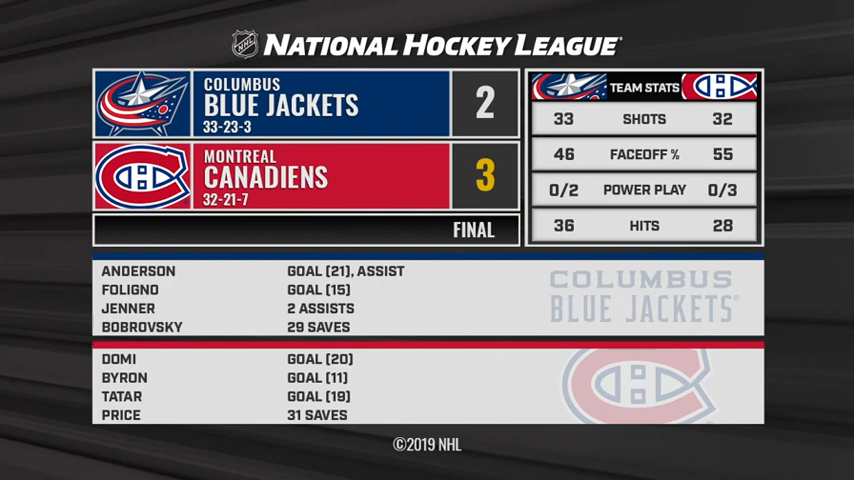 NHL NATIONAL HOCKEY LEAGUE
COLUMBUS
BLUE JACKETS 2
33-23-3
MONTREAL
CANADIENS 3
32-21-7
FINAL
TEAM STATS
33 SHOTS 32
46 FACEOFF % 55
0/2 POWER PLAY 0/3
36 HITS 28
ANDERSON GOAL (21), ASSIST
FOLIGNO GOAL (15)
JENNER 2 ASSISTS
BOBROVSKY 29 SAVES
COLUMBUS
BLUE JACKETS
DOMI GOAL (20)
BYRON GOAL (11)
TATAR GOAL (19)
PRICE 31 SAVES
©2019 NHL